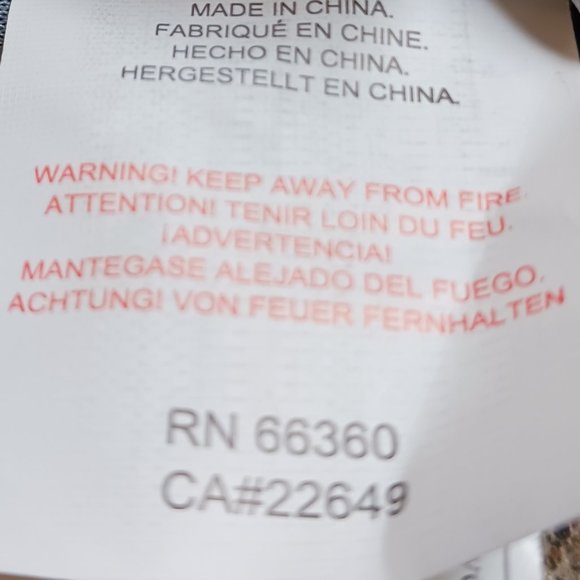 MADE IN CHINA.
FABRIQUÉ EN CHINE.
HECHO EN CHINA.
HERGESTELLT EN CHINA.
WARNING! KEEP AWAY FROM FIRE.
ATTENTION! TENIR LOIN DU FEU.
¡ADVERTENCIA!
MANTEGASE ALEJADO DEL FUEGO.
ACHTUNG! VON FEUER FERNHALTEN
RN 66360
CA#22649